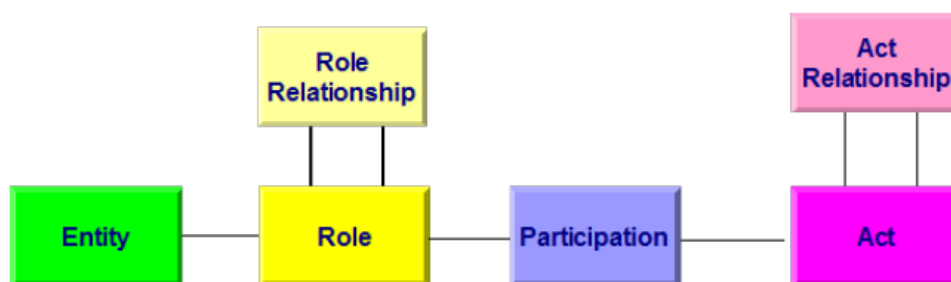 Role
Relationship
Act
Relationship
Entity
Role
Participation
Act